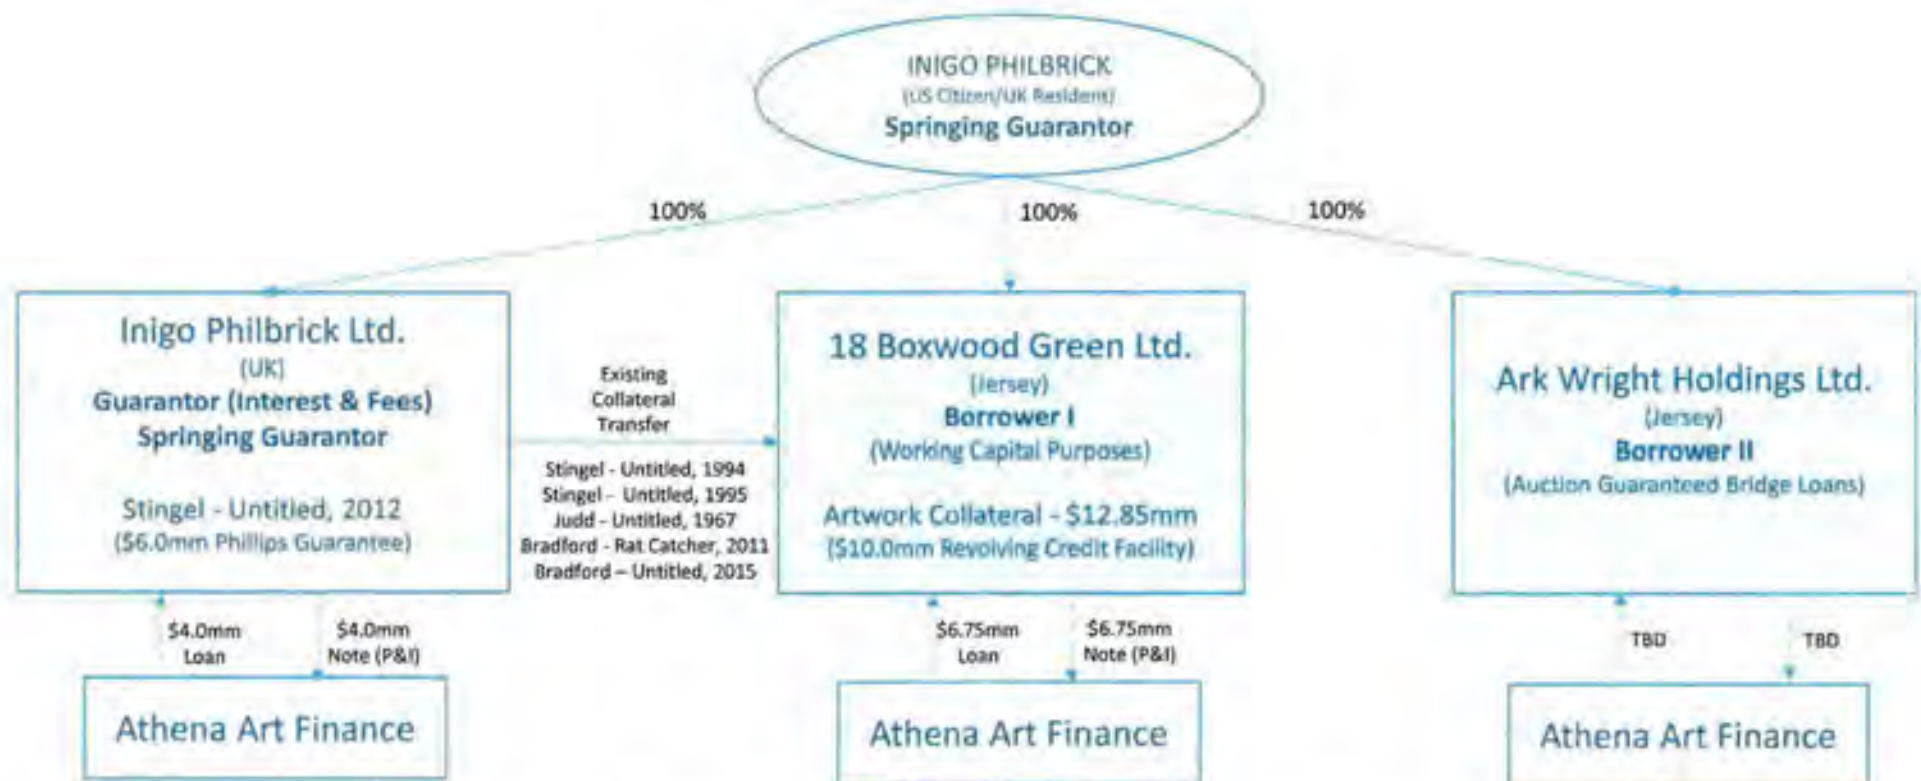 INIGO PHILBRICK
(US Citizen/UK Resident)
Springing Guarantor
100%
100%
100%
Inigo Philbrick Ltd.
(UK)
Guarantor (Interest & Fees)
Springing Guarantor
Stingel - Untitled, 2012
($6.0mm Phillips Guarantee)
Existing
Collateral
Transfer
Stingel - Untitled, 1994
Stingel - Untitled, 1995
Judd - Untitled, 1967
Bradford - Rat Catcher, 2011
Bradford – Untitled, 2015
18 Boxwood Green Ltd.
(Jersey)
Borrower I
(Working Capital Purposes)
Artwork Collateral - $12.85mm
($10.0mm Revolving Credit Facility)
Ark Wright Holdings Ltd.
(Jersey)
Borrower II
(Auction Guaranteed Bridge Loans)
$4.0mm
Loan
$4.0mm
Note (P&I)
$6.75mm
Loan
$6.75mm
Note (P&I)
TBD
TBD
Athena Art Finance
Athena Art Finance
Athena Art Finance